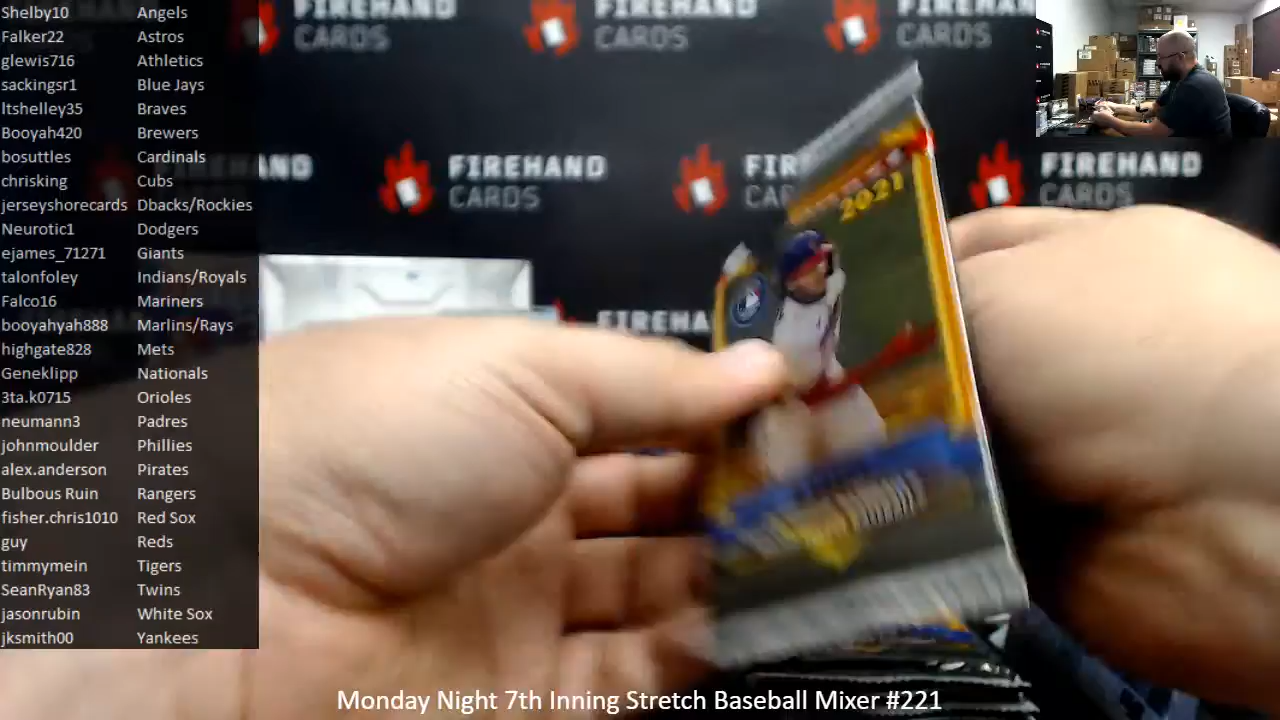 Shelby10 Angels
Falker22 Astros
glewis716 Athletics
sackingsr1 Blue Jays
ltshelley35 Braves
Booyah420 Brewers
bosuttles Cardinals
chrisking Cubs
jerseyshorecards Dbacks/Rockies
Neurotic1 Dodgers
ejames_71271 Giants
talonfoley Indians/Royals
Falco16 Mariners
booyahyah888 Marlins/Rays
highgate828 Mets
Geneklipp Nationals
3ta.k0715 Orioles
neumann3 Padres
johnmoulder Phillies
alex.anderson Pirates
Bulbous Ruin Rangers
fisher.chris1010 Red Sox
guy Reds
timmymein Tigers
SeanRyan83 Twins
jasonrubin White Sox
jksmith00 Yankees
FIREHAND FIREHAND FIREHAN
CARDS CARDS CARDS
ND FIREHAND FIR FIREHAND
CARDS CARDS
FIREHA
2021
Monday Night 7th Inning Stretch Baseball Mixer #221